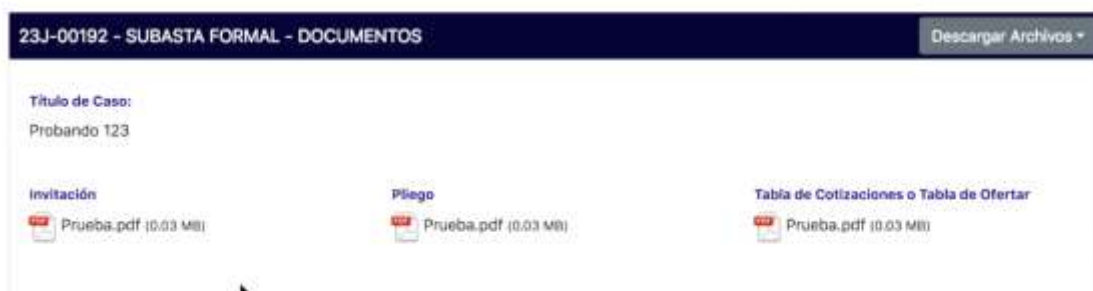 23J-00192 - SUBASTA FORMAL - DOCUMENTOS
Descargar Archivos
Título de Caso:
Probando 123
Invitación
Pliego
Tabla de Cotizaciones o Tabla de Ofertar
PDF Prueba.pdf (0.03 MB)
PDF Prueba.pdf (0.03 MB)
PDF Prueba.pdf (0.03 MB)